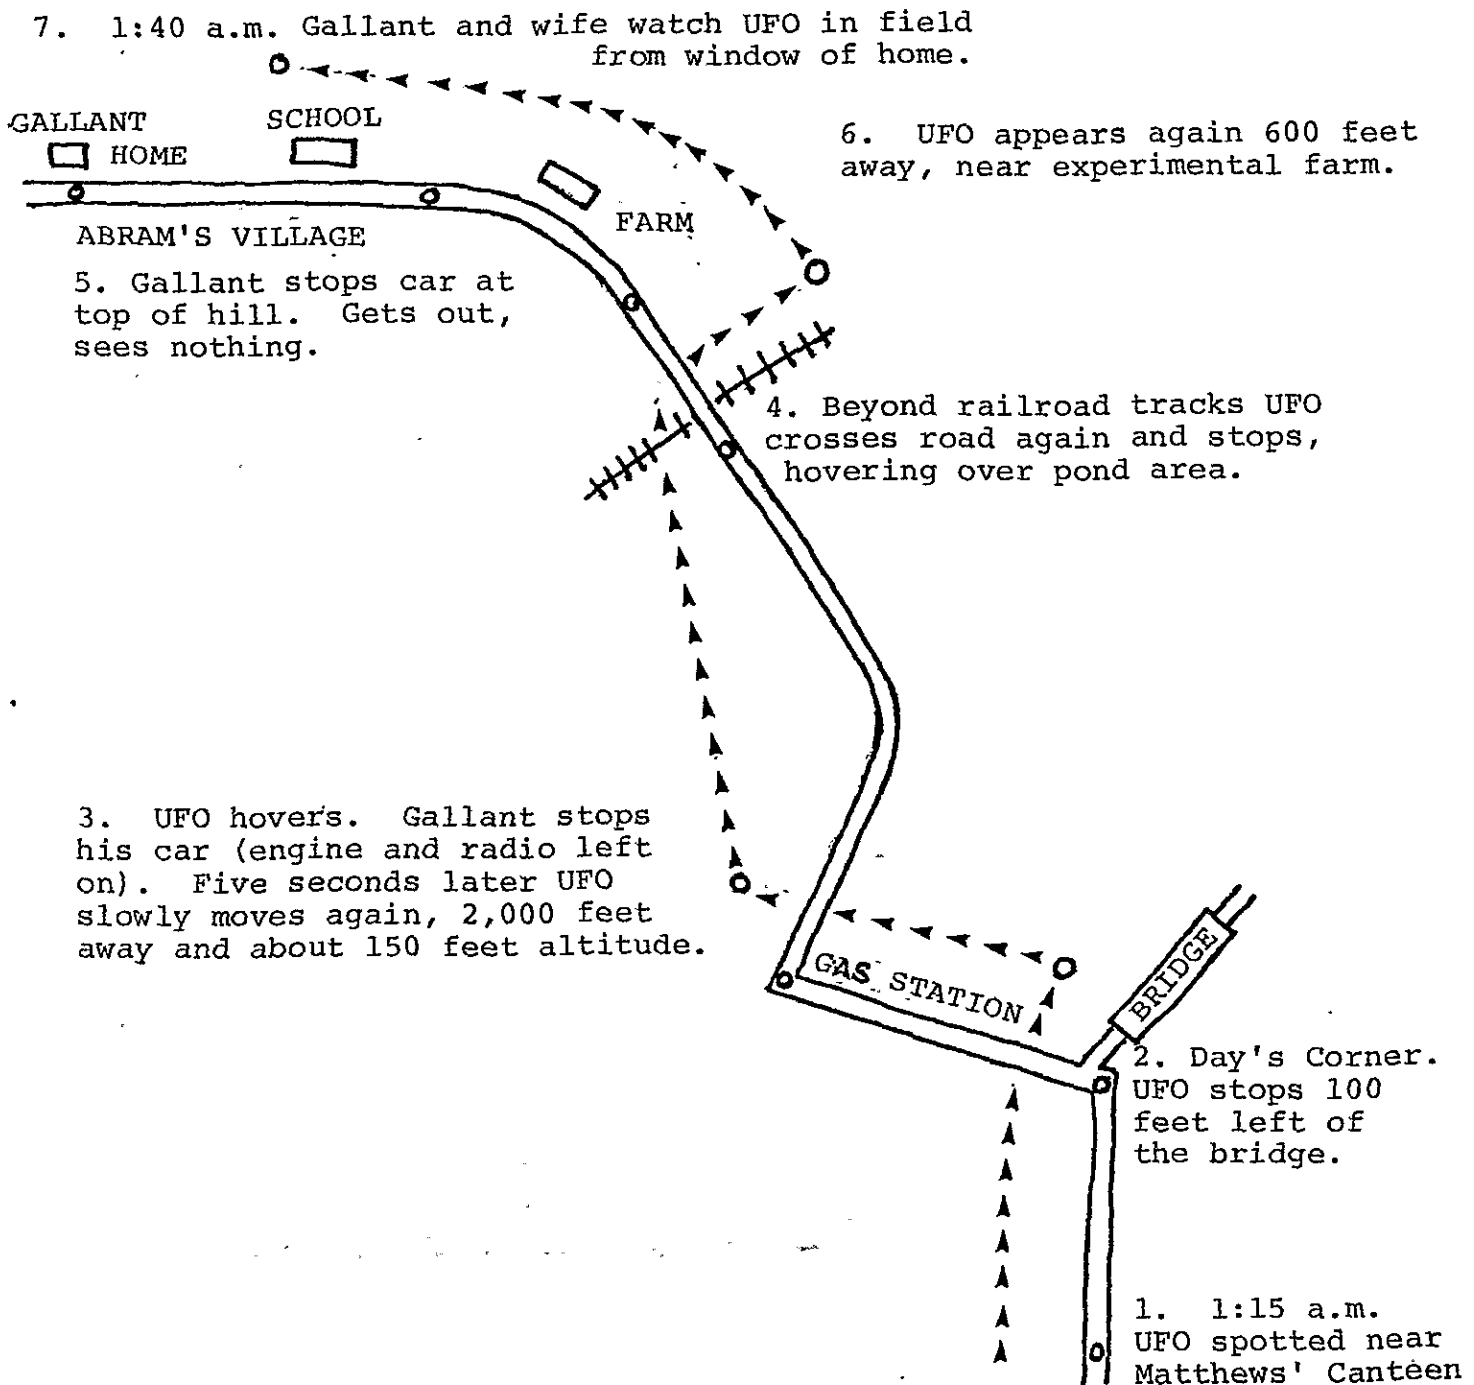 7. 1:40 a.m. Gallant and wife watch UFO in field
from window of home.
GALLANT
HOME
SCHOOL
6. UFO appears again 600 feet
away, near experimental farm.
FARM
ABRAM'S VILLAGE
5. Gallant stops car at
top of hill. Gets out,
sees nothing.
4. Beyond railroad tracks UFO
crosses road again and stops,
hovering over pond area.
3. UFO hovers. Gallant stops
his car (engine and radio left
on). Five seconds later UFO
slowly moves again, 2,000 feet
away and about 150 feet altitude.
GAS STATION
BRIDGE
2. Day's Corner.
UFO stops 100
feet left of
the bridge.
1. 1:15 a.m.
UFO spotted near
Matthews' Canteen